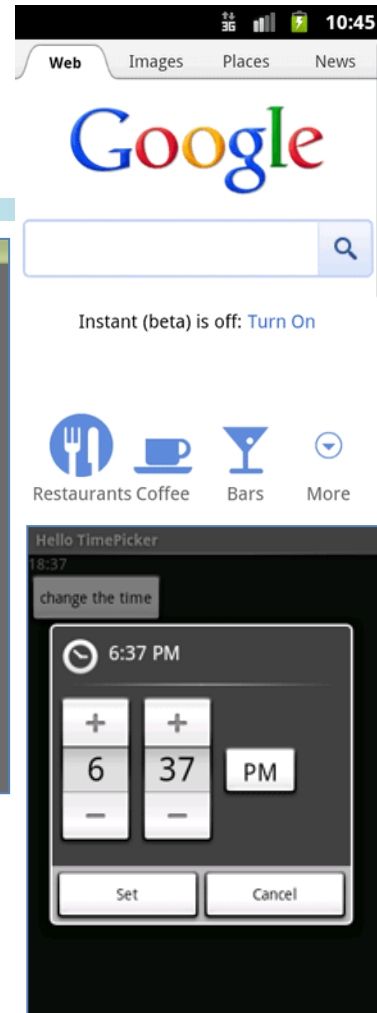 3G 10:45
Web Images Places News
Google
Instant (beta) is off: Turn On
Restaurants Coffee Bars More
Hello TimePicker
18:37
change the time
6:37 PM
+ +
6 37 PM
− −
Set Cancel